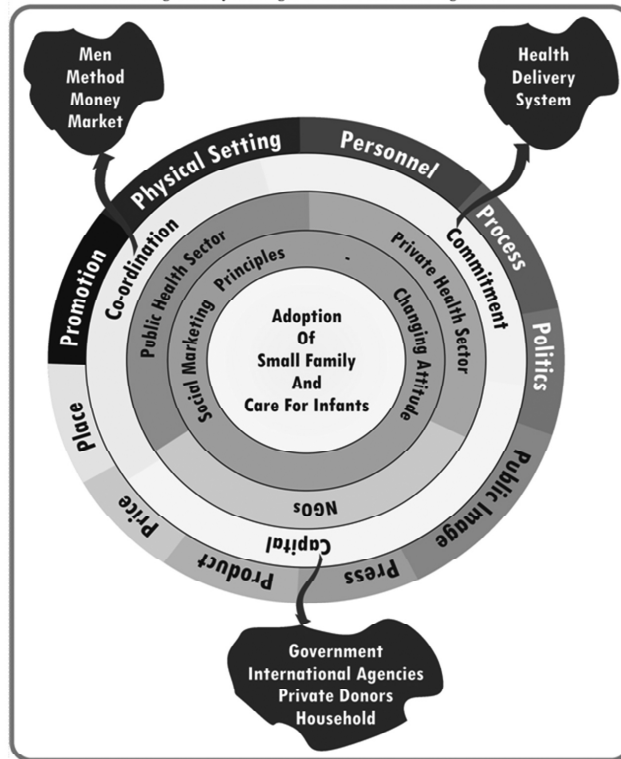 Men
Method
Money
Market
Health
Delivery
System
Physical Setting
Personnel
Process
Politics
Public Image
Press
Product
Price
Place
Promotion
Co-ordination
Commitment
Capital
Public Health Sector
Private Health Sector
NGOs
Social Marketing Principles -
Changing Attitude
Adoption
Of
Small Family
And
Care For Infants
Government
International Agencies
Private Donors
Household